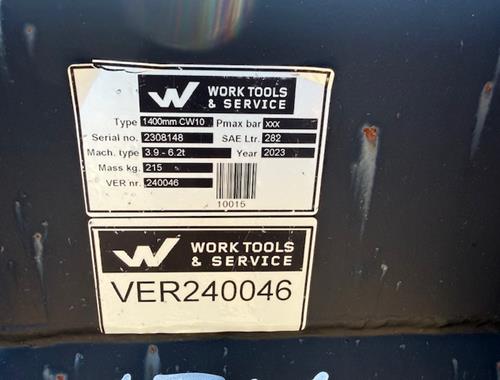 WORK TOOLS
& SERVICE
Type 1400mm CW10 Pmax bar xxx
Serial no. 2308148 SAE Ltr. 282
Mach. type 3.9 - 6.2t Year 2023
Mass kg. 215
VER nr. 240046
10015
WORK TOOLS
& SERVICE
VER240046